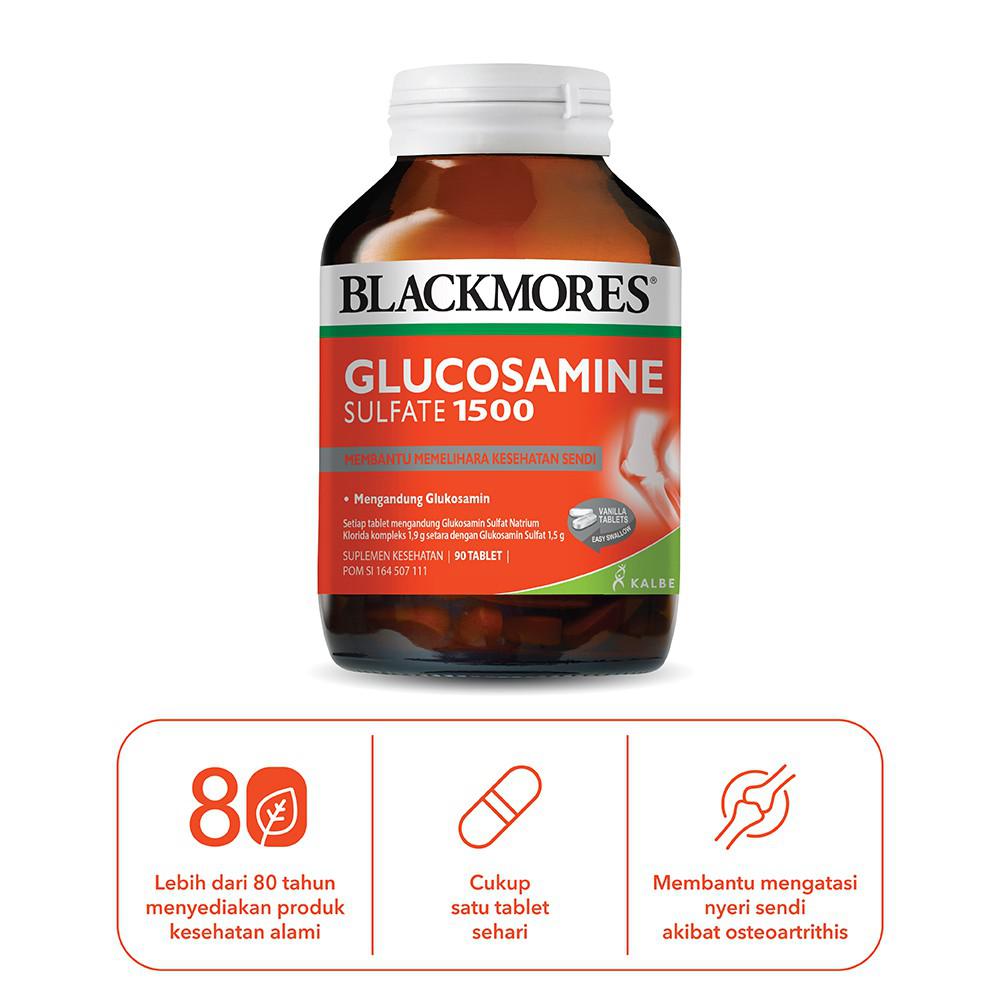 BLACKMORES®
GLUCOSAMINE
SULFATE 1500
MEMBANTU MEMELIHARA KESEHATAN SENDI
• Mengandung Glukosamin
Setiap tablet mengandung Glukosamin Sulfat Natrium
Klorida kompleks 1,9 g setara dengan Glukosamin Sulfat 1,5 g
VANILLA
TABLETS
EASY SWALLOW
SUPLEMEN KESEHATAN | 90 TABLET |
POM SI 164 507 111
KALBE
80
Lebih dari 80 tahun
menyediakan produk
kesehatan alami
Cukup
satu tablet
sehari
Membantu mengatasi
nyeri sendi
akibat osteoartrithis